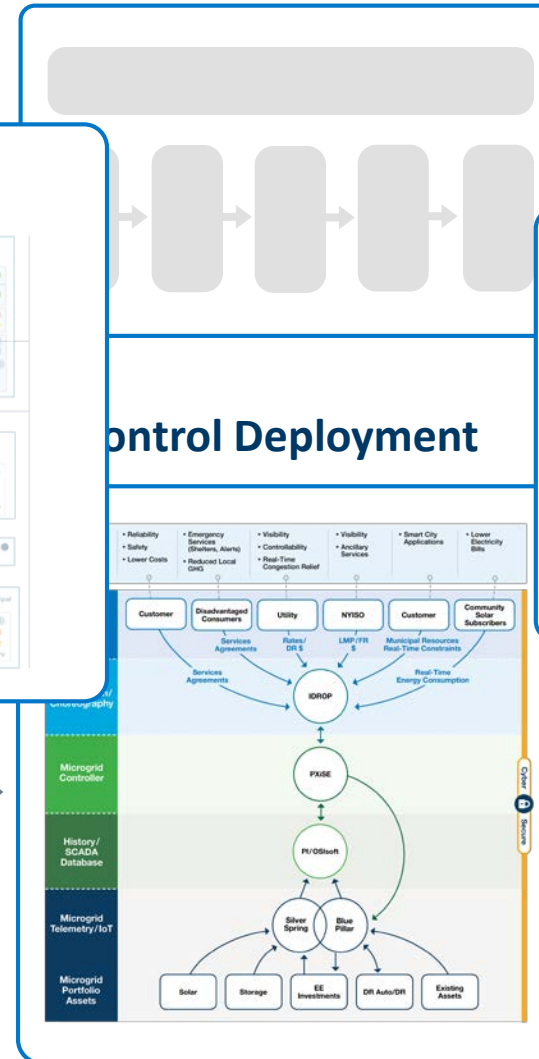 ontrol Deployment
• Reliability
• Safety
• Lower Costs
• Emergency
Services
(Shelters, Alerts)
• Reduced Local
GHG
• Visibility
• Controllability
• Real-Time
Congestion Relief
• Visibility
• Ancillary
Services
• Smart City
Applications
• Lower
Electricity
Bills
Customer
Disadvantaged
Consumers
Utility
NYISO
Customer
Community
Solar
Subscribers
Services
Agreements
Rates/
DR $
LMP/FR
$
Municipal Resources
Real-Time Constraints
Services
Agreements
Real-Time
Energy Consumption
Choreography
IDROP
Microgrid
Controller
PXiSE
Cyber
Secure
History/
SCADA
Database
PI/OSIsoft
Microgrid
Telemetry/IoT
Silver
Spring
Blue
Pillar
Microgrid
Portfolio
Assets
Solar
Storage
EE
Investments
DR Auto/DR
Existing
Assets